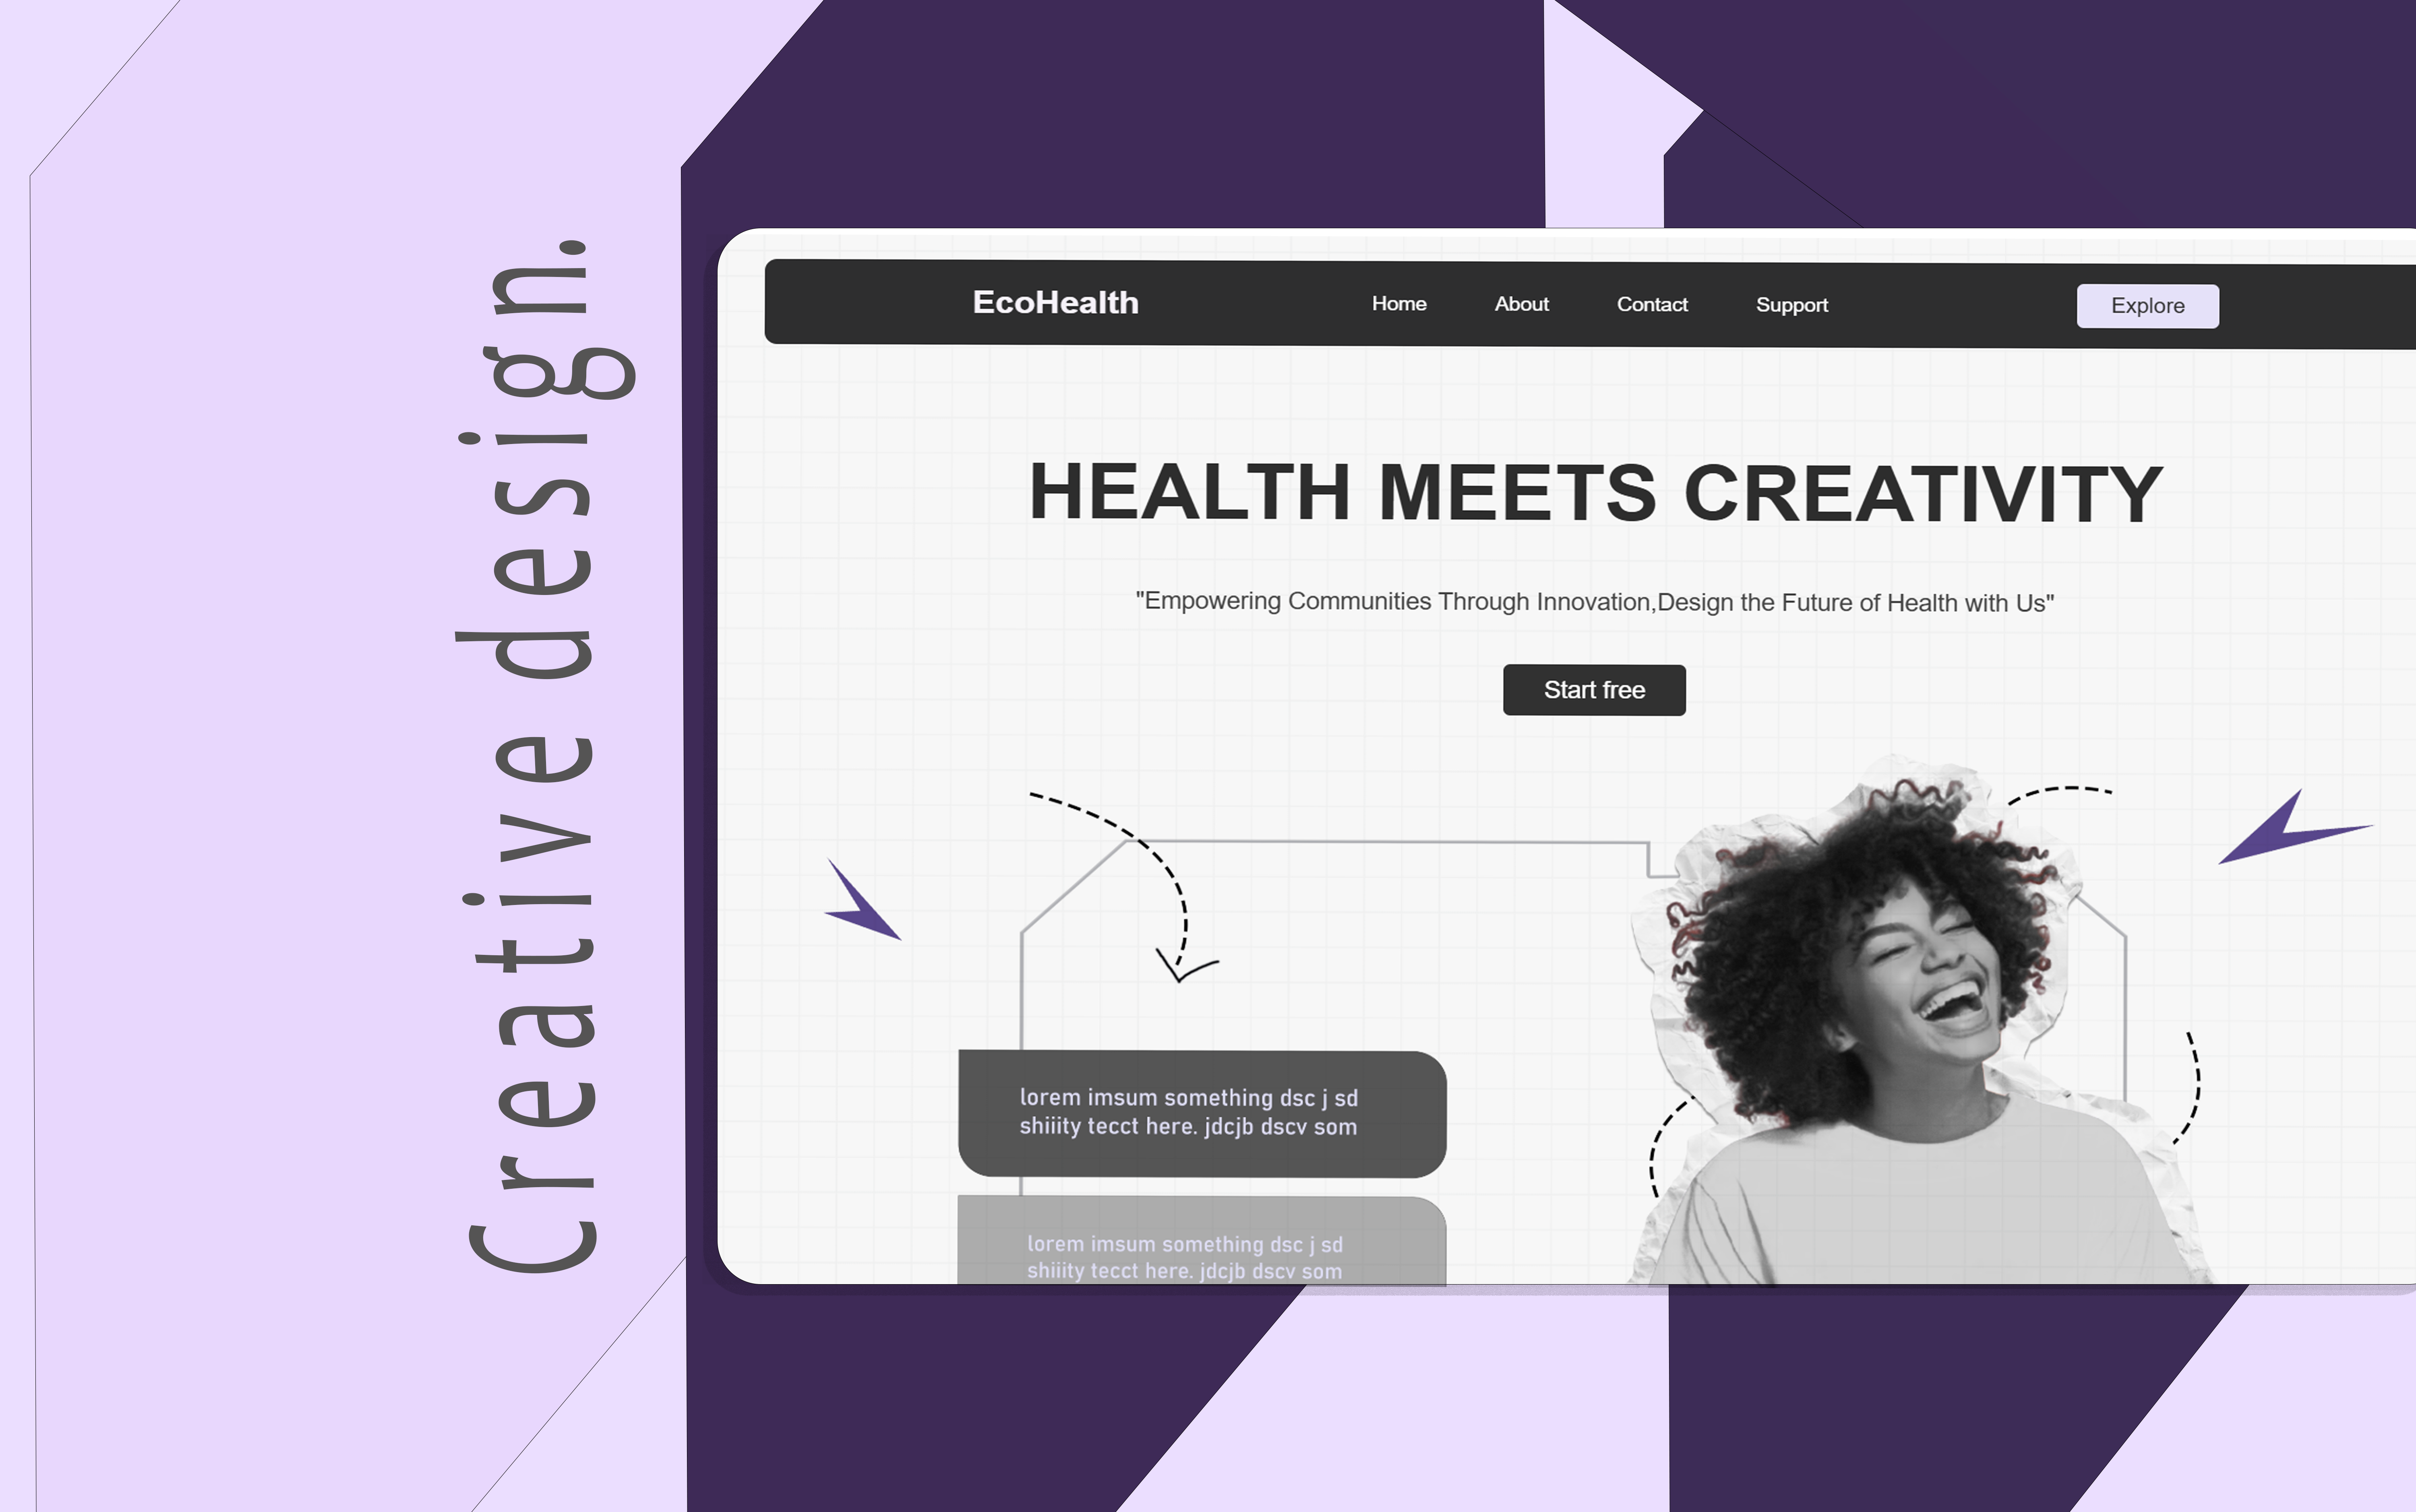 Creative design.
EcoHealth
Home About Contact Support
Explore
HEALTH MEETS CREATIVITY
"Empowering Communities Through Innovation,Design the Future of Health with Us"
Start free
lorem imsum something dsc j sd
shiiity tecct here. jdcjb dscv som
lorem imsum something dsc j sd
shiiity tecct here. jdcjb dscv som